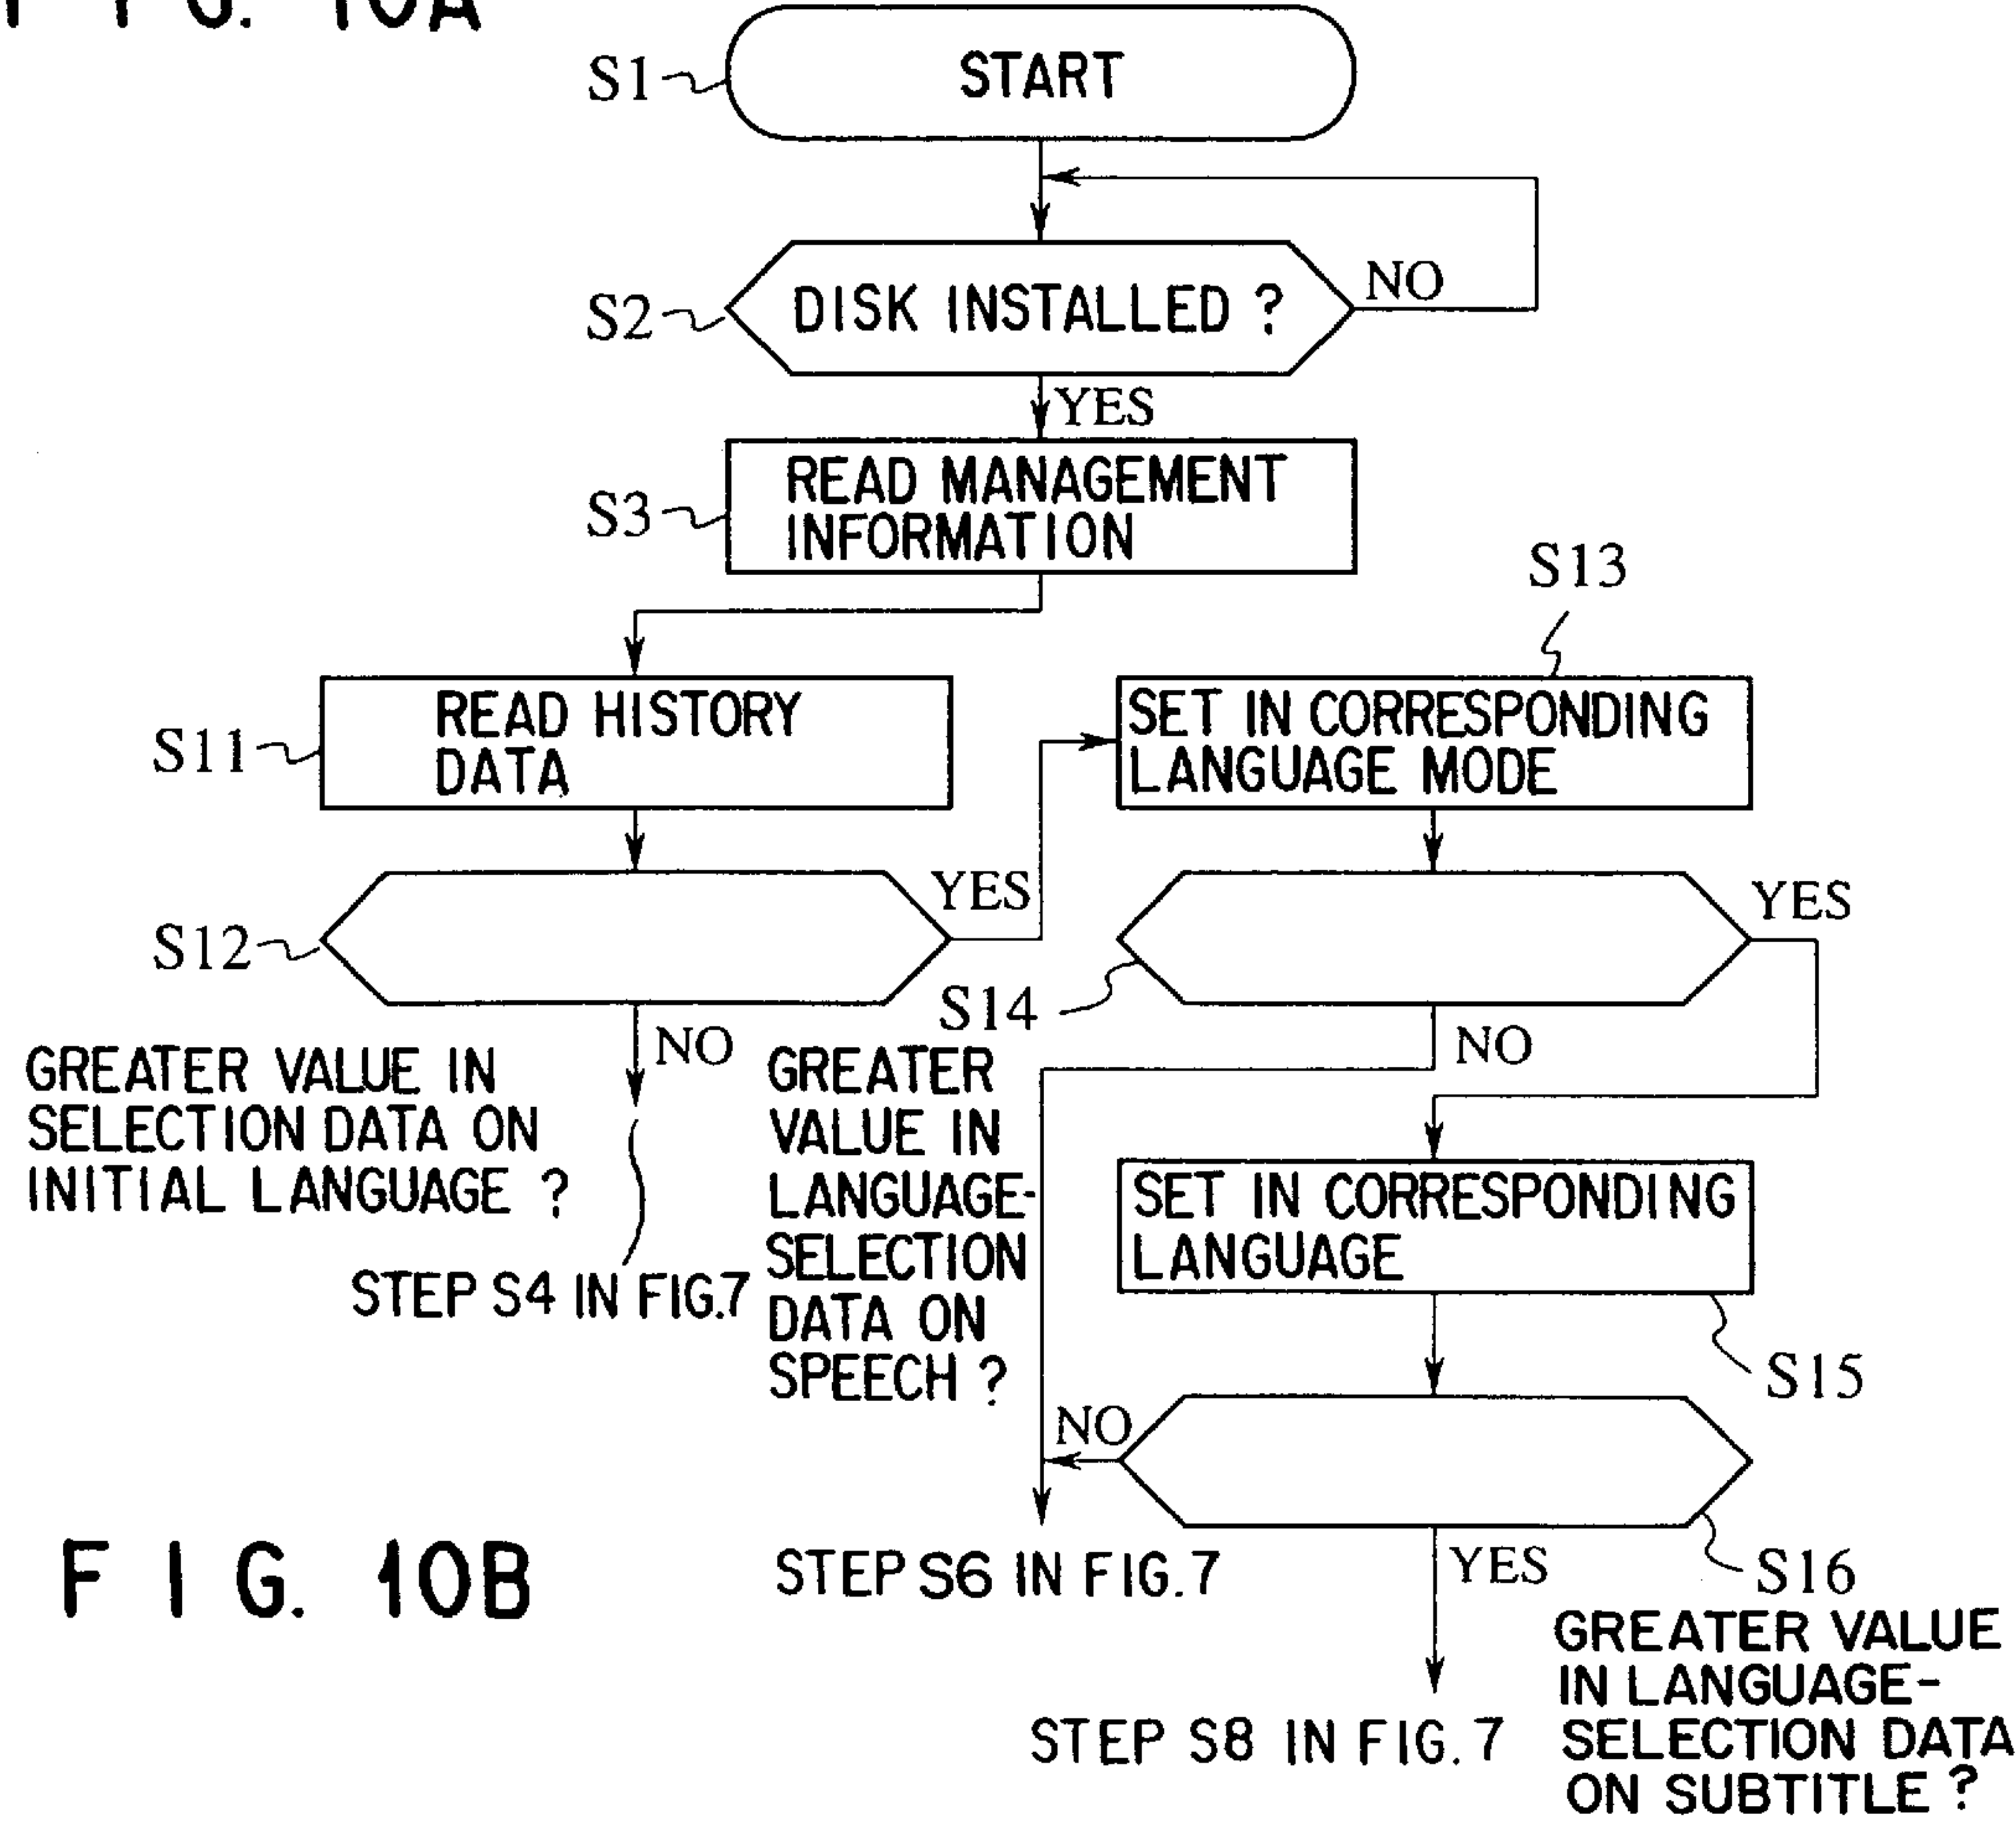 F I G. 10A
START
S1
DISK INSTALLED ?
NO
S2
YES
READ MANAGEMENT
INFORMATION
S3
S13
READ HISTORY
DATA
S11
SET IN CORRESPONDING
LANGUAGE MODE
YES
S12
YES
S14
NO
NO
GREATER VALUE IN
SELECTION DATA ON
INITIAL LANGUAGE ?
STEP S4 IN FIG.7
GREATER
VALUE IN
LANGUAGE-
SELECTION
DATA ON
SPEECH ?
SET IN CORRESPONDING
LANGUAGE
S15
NO
STEP S6 IN FIG.7
YES
S16
GREATER VALUE
IN LANGUAGE-
SELECTION DATA
ON SUBTITLE ?
STEP S8 IN FIG. 7
F I G. 10B